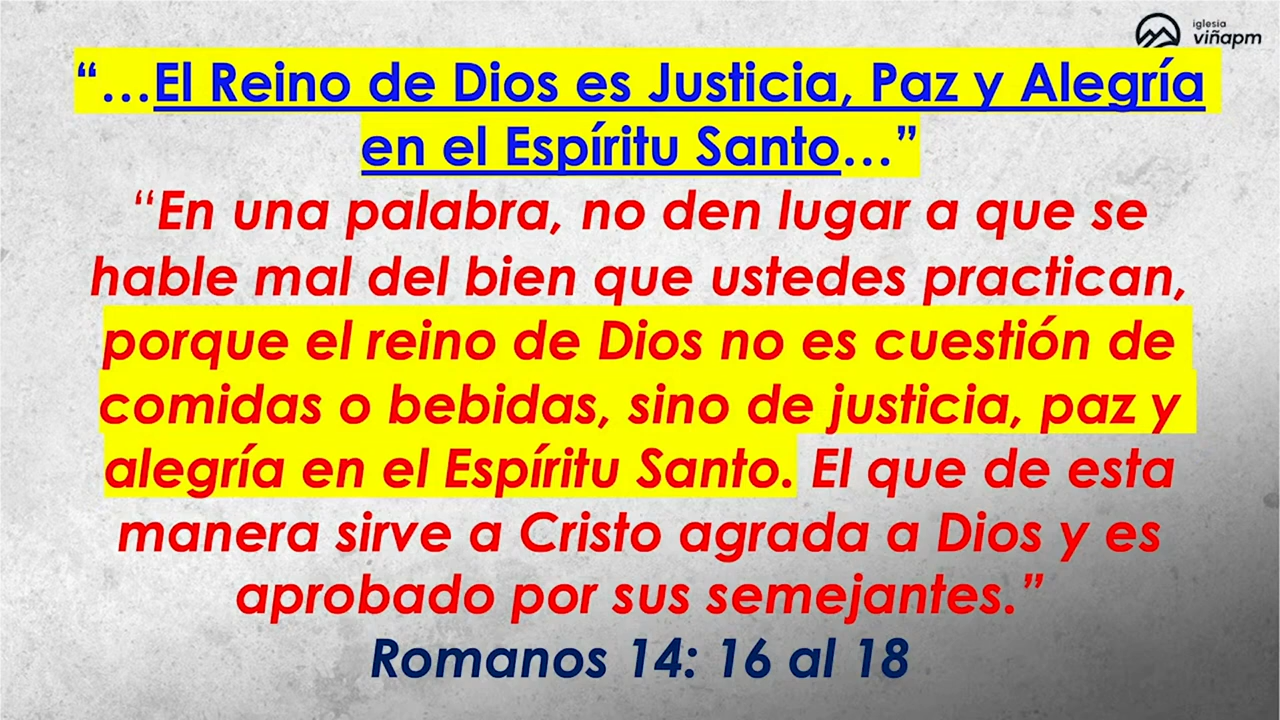 iglesia
viñapm
“...El Reino de Dios es Justicia, Paz y Alegría
en el Espíritu Santo...”
“En una palabra, no den lugar a que se
hable mal del bien que ustedes practican,
porque el reino de Dios no es cuestión de
comidas o bebidas, sino de justicia, paz y
alegría en el Espíritu Santo. El que de esta
manera sirve a Cristo agrada a Dios y es
aprobado por sus semejantes.”
Romanos 14: 16 al 18